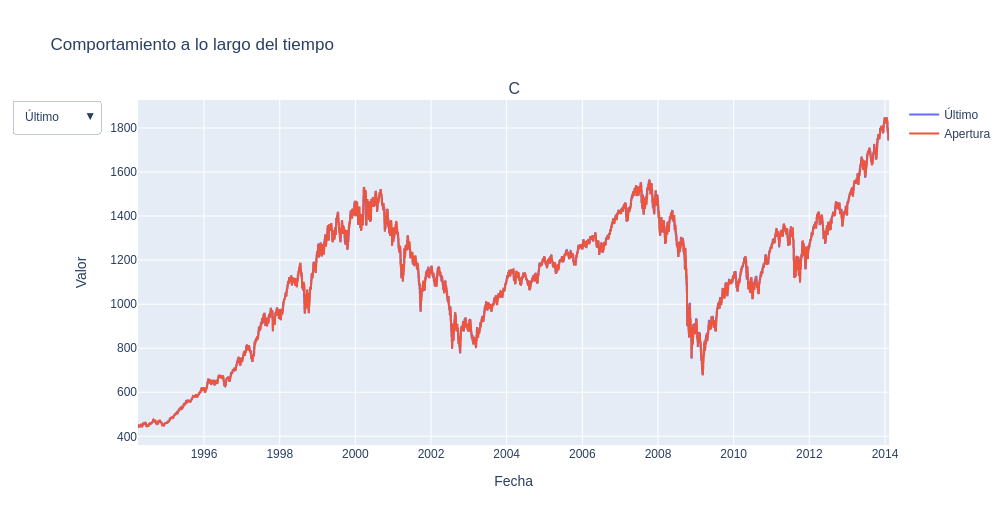 Comportamiento a lo largo del tiempo
C
Último ▼
Último
Apertura
Valor
1800
1600
1400
1200
1000
800
600
400
1996 1998 2000 2002 2004 2006 2008 2010 2012 2014
Fecha